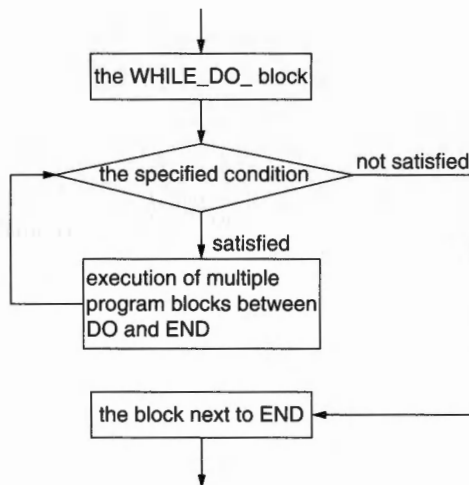 the WHILE_DO_ block
the specified condition
not satisfied
satisfied
execution of multiple
program blocks between
DO and END
the block next to END